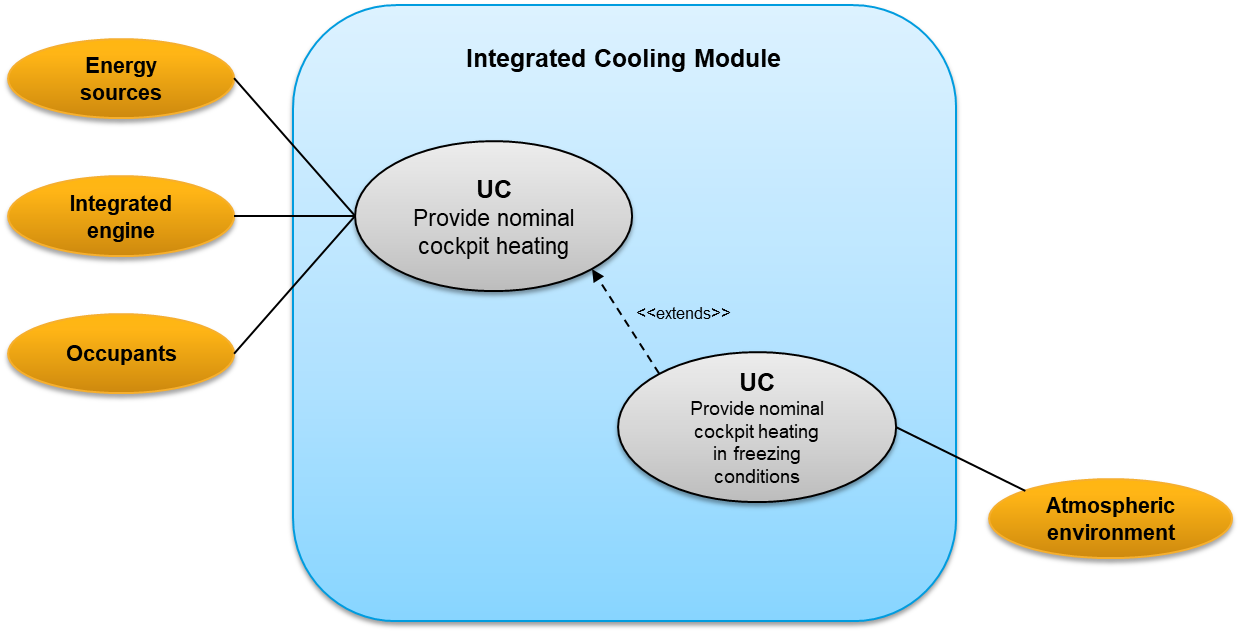 Integrated Cooling Module
Energy
sources
Integrated
engine
Occupants
UC
Provide nominal
cockpit heating
<<extends>>
UC
Provide nominal
cockpit heating
in freezing
conditions
Atmospheric
environment